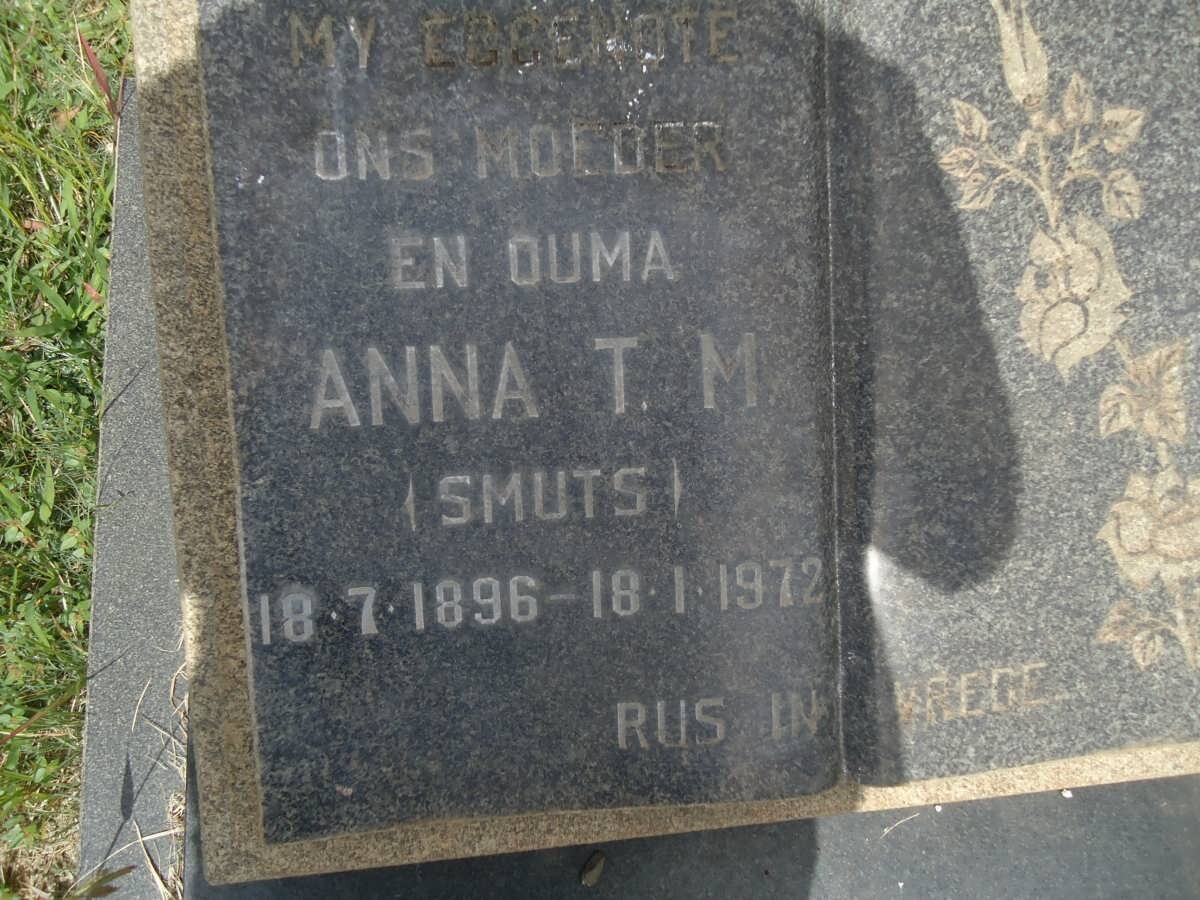 MY EGGENOTE
ONS MOEDER
EN OUMA
ANNA T. M
(SMUTS)
18·7·1896–18·1·1972
RUS IN VREDE